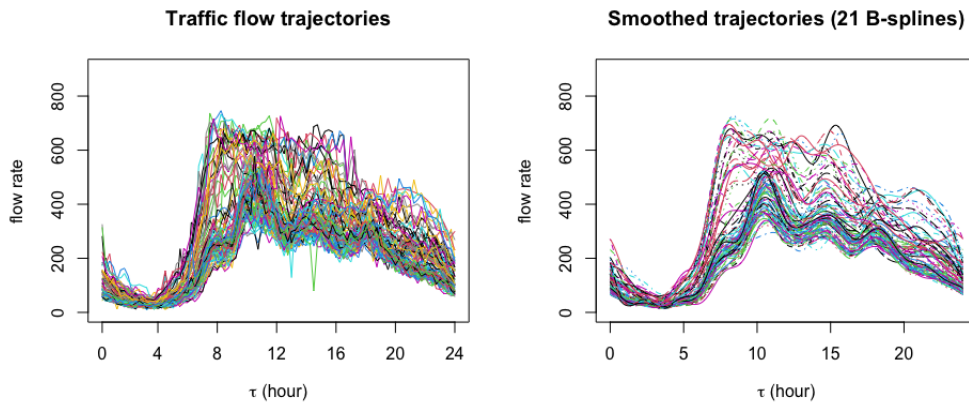 Traffic flow trajectories
flow rate
800
600
400
200
0
0 4 8 12 16 20 24
τ (hour)
Smoothed trajectories (21 B-splines)
flow rate
800
600
400
200
0
0 5 10 15 20
τ (hour)